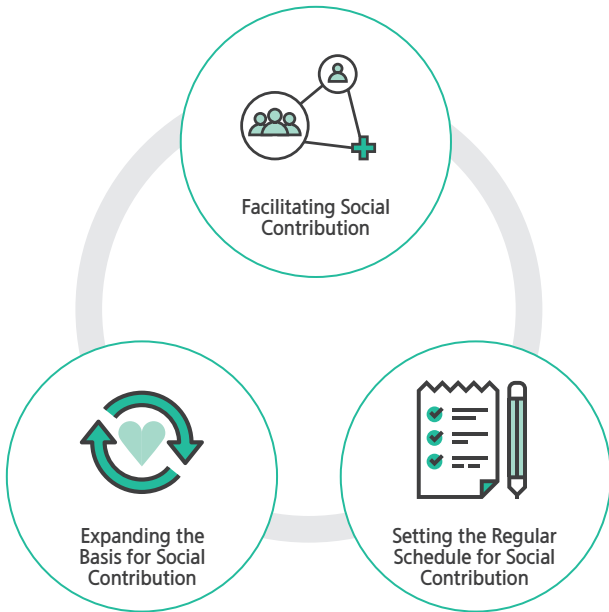 Facilitating Social
Contribution
Expanding the
Basis for Social
Contribution
Setting the Regular
Schedule for Social
Contribution